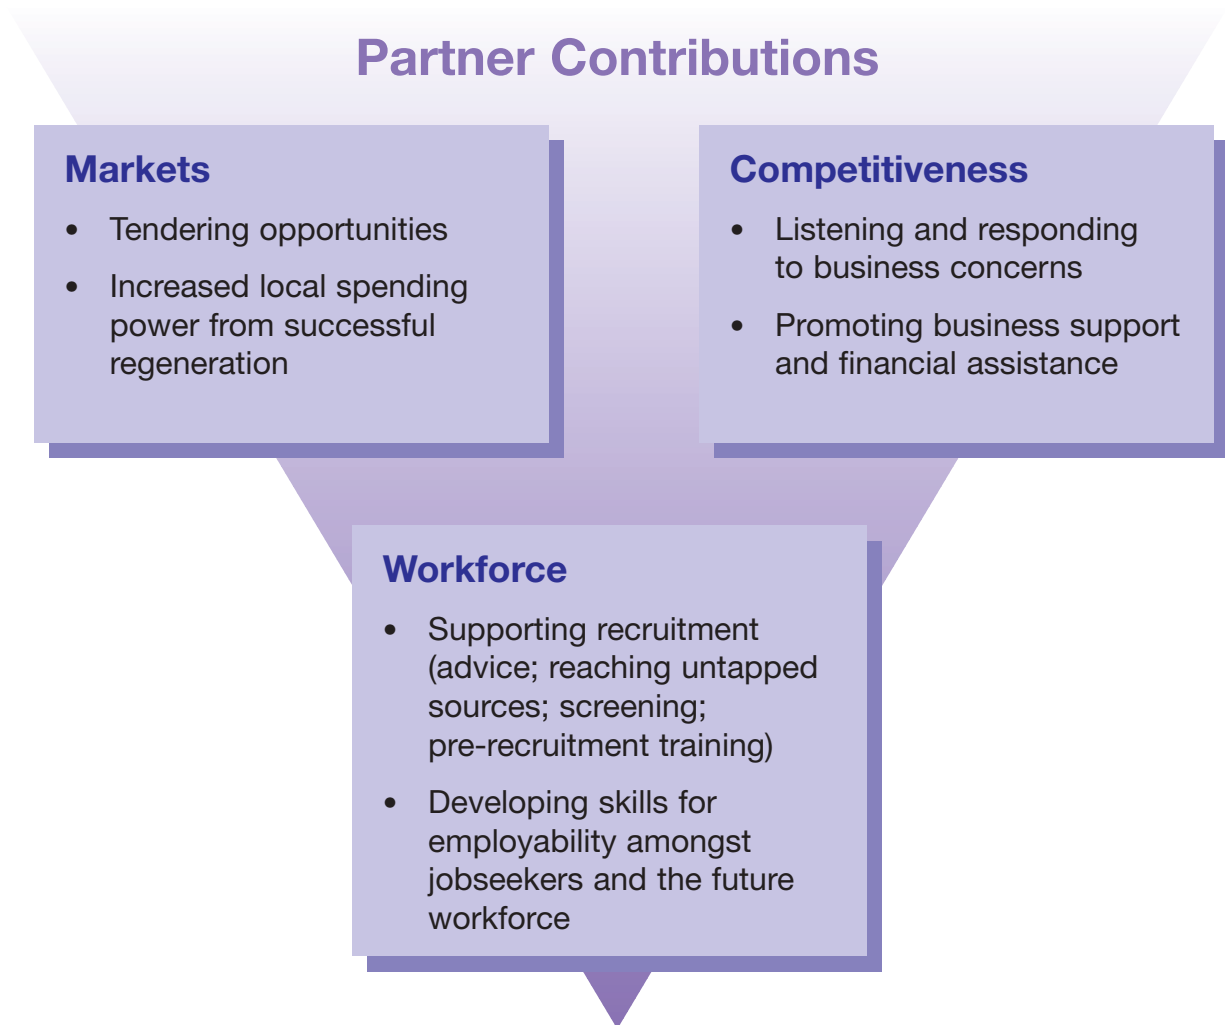 Partner Contributions
Markets
• Tendering opportunities
• Increased local spending
power from successful
regeneration
Competitiveness
• Listening and responding
to business concerns
• Promoting business support
and financial assistance
Workforce
• Supporting recruitment
(advice; reaching untapped
sources; screening;
pre-recruitment training)
• Developing skills for
employability amongst
jobseekers and the future
workforce